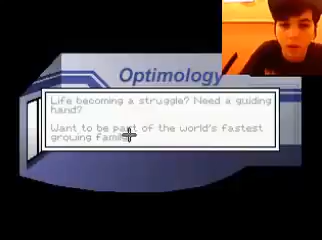 Optimology
Life becoming a struggle? Need a guiding
hand?
Want to be part of the world's fastest
growing family